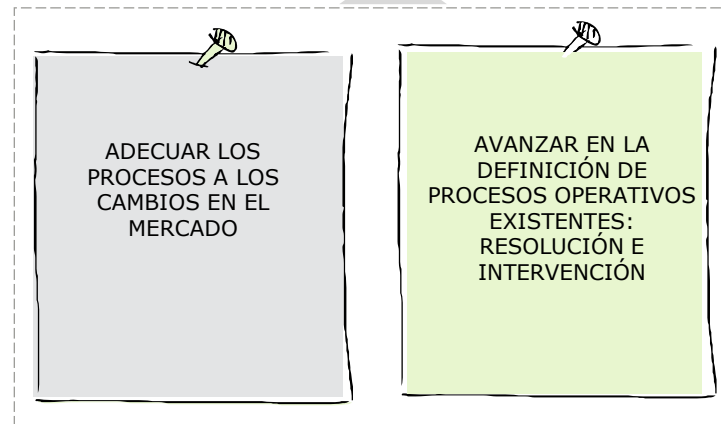 ADECUAR LOS
PROCESOS A LOS
CAMBIOS EN EL
MERCADO
AVANZAR EN LA
DEFINICIÓN DE
PROCESOS OPERATIVOS
EXISTENTES:
RESOLUCIÓN E
INTERVENCIÓN